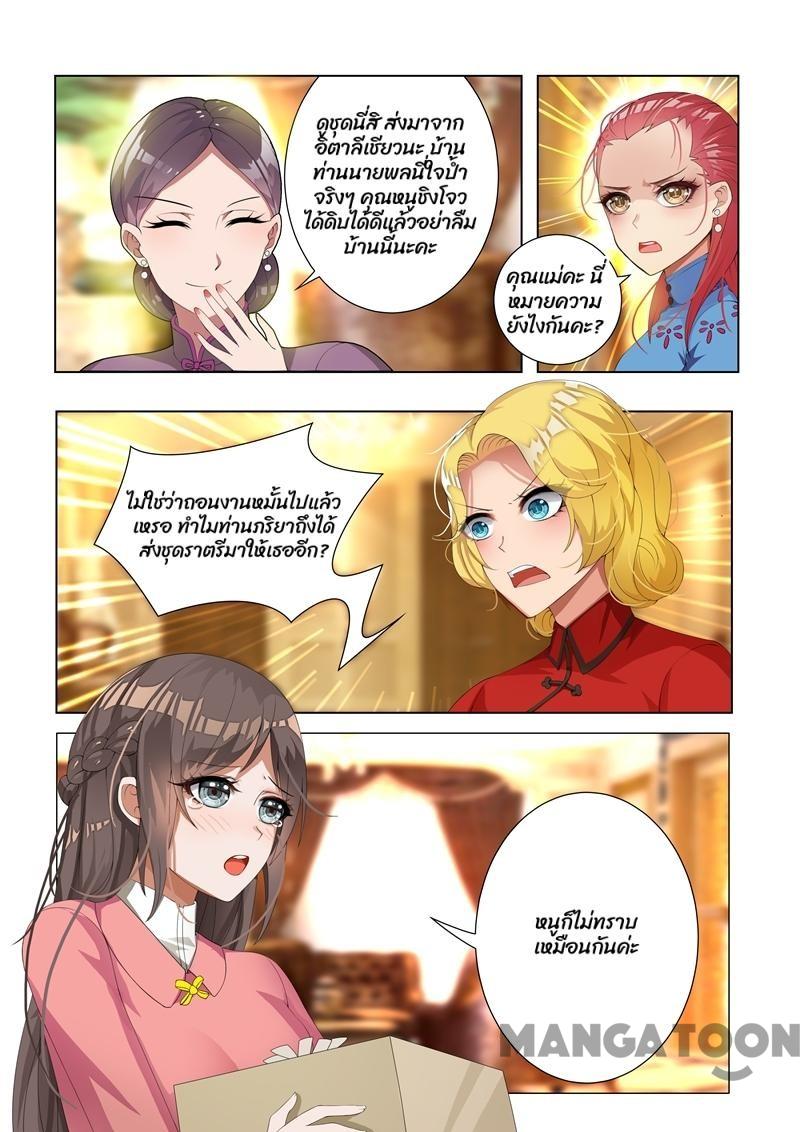 ดูชุดนี่สิ ส่งมาจาก
อิตาลีเชียวนะ บ้าน
ท่านนายพลนี่ใจป้ำ
จริงๆ คุณหนูชิงโจว
ได้ดิบได้ดีแล้วอย่าลืม
บ้านนี้นะคะ
คุณแม่คะ นี่
หมายความ
ยังไงกันคะ?
ไม่ใช่ว่าถอนงานหมั้นไปแล้ว
เหรอ ทำไมท่านภริยาถึงได้
ส่งชุดราตรีมาให้เธออีก?
หนูก็ไม่ทราบ
เหมือนกันค่ะ
MANGATOON